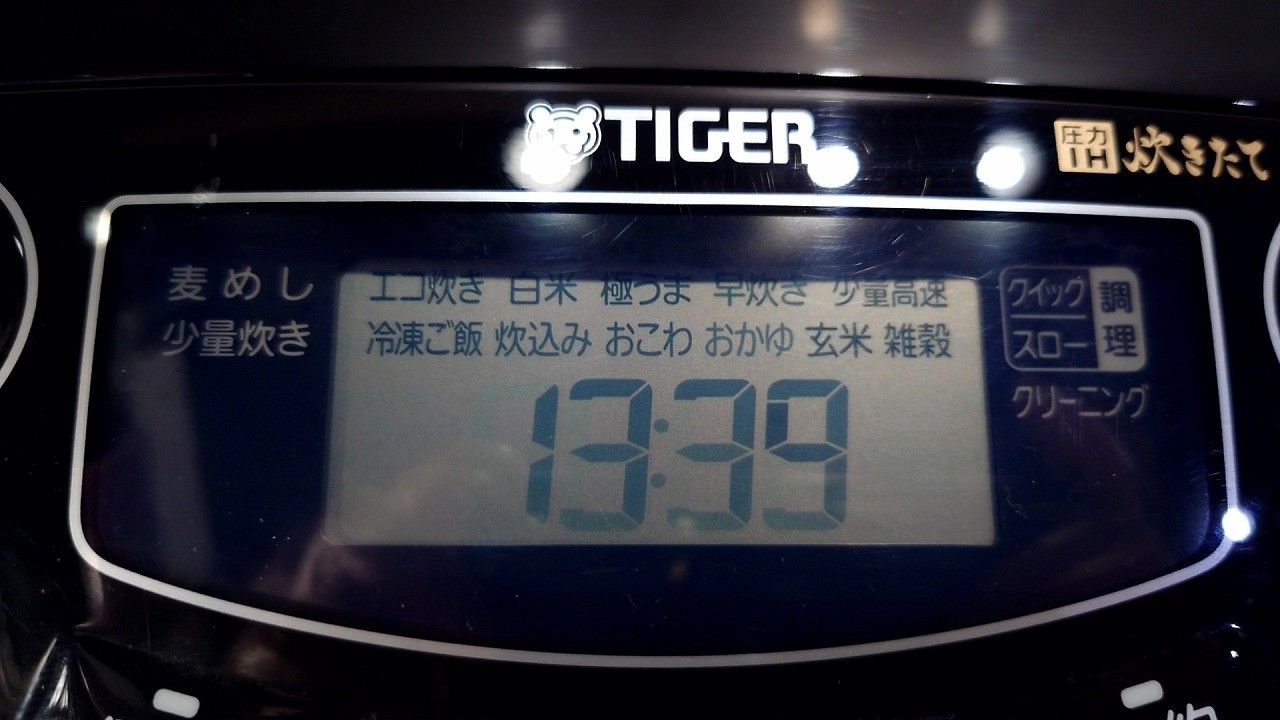 TIGER
圧力
IH 炊きたて
麦めし エコ炊き 白米 極うま 早炊き 少量高速 クイック 調
少量炊き 冷凍ご飯 炊込み おこわ おかゆ 玄米 雑穀 スロー 理
クリーニング
13:39